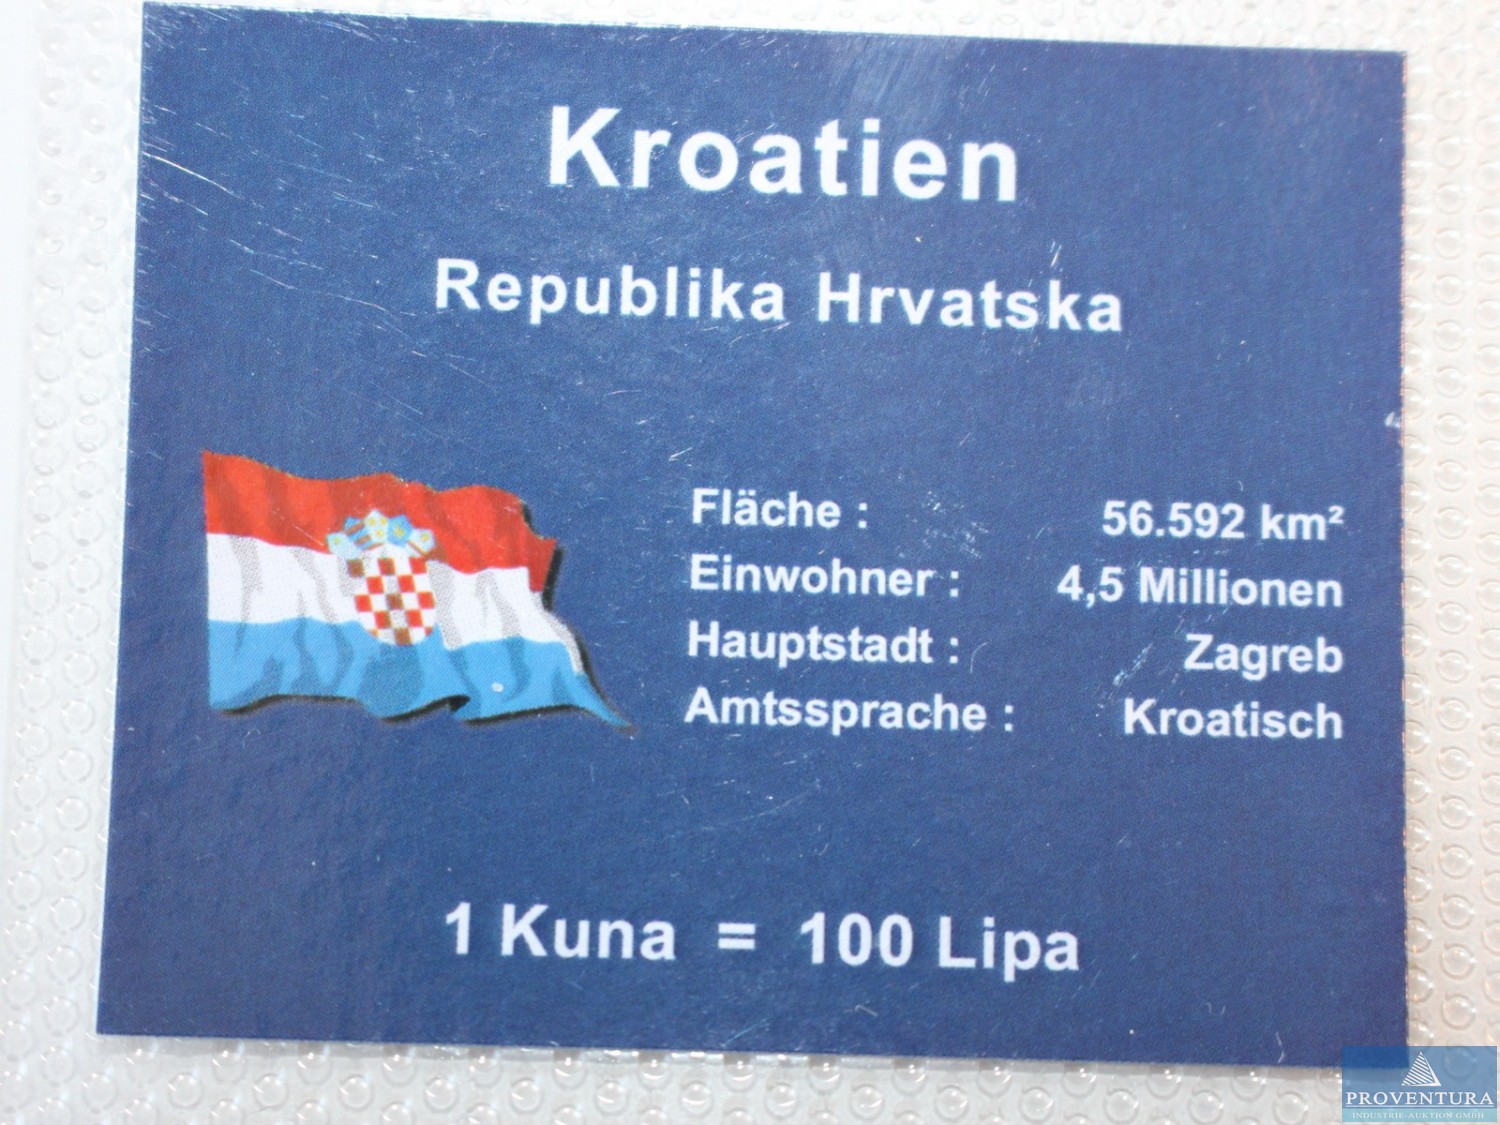 Kroatien
Republika Hrvatska
Fläche : 56.592 km²
Einwohner : 4,5 Millionen
Hauptstadt : Zagreb
Amtssprache : Kroatisch
1 Kuna = 100 Lipa
PROVENTURA
INDUSTRIE-AUKTION GMBH